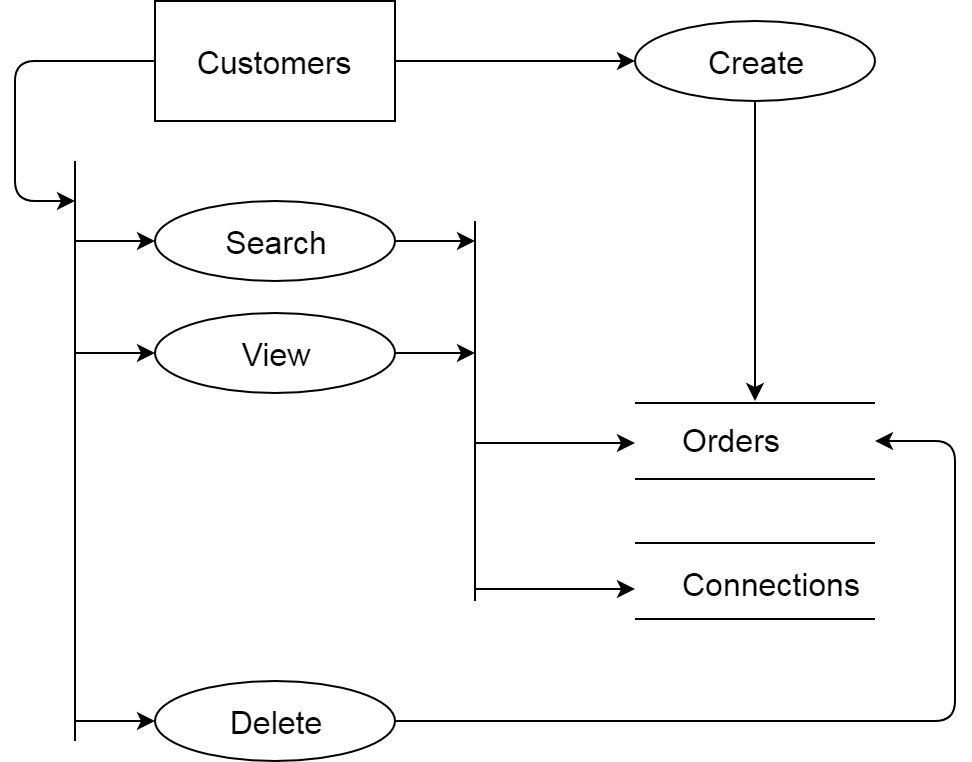 Customers
Create
Search
View
Orders
Connections
Delete